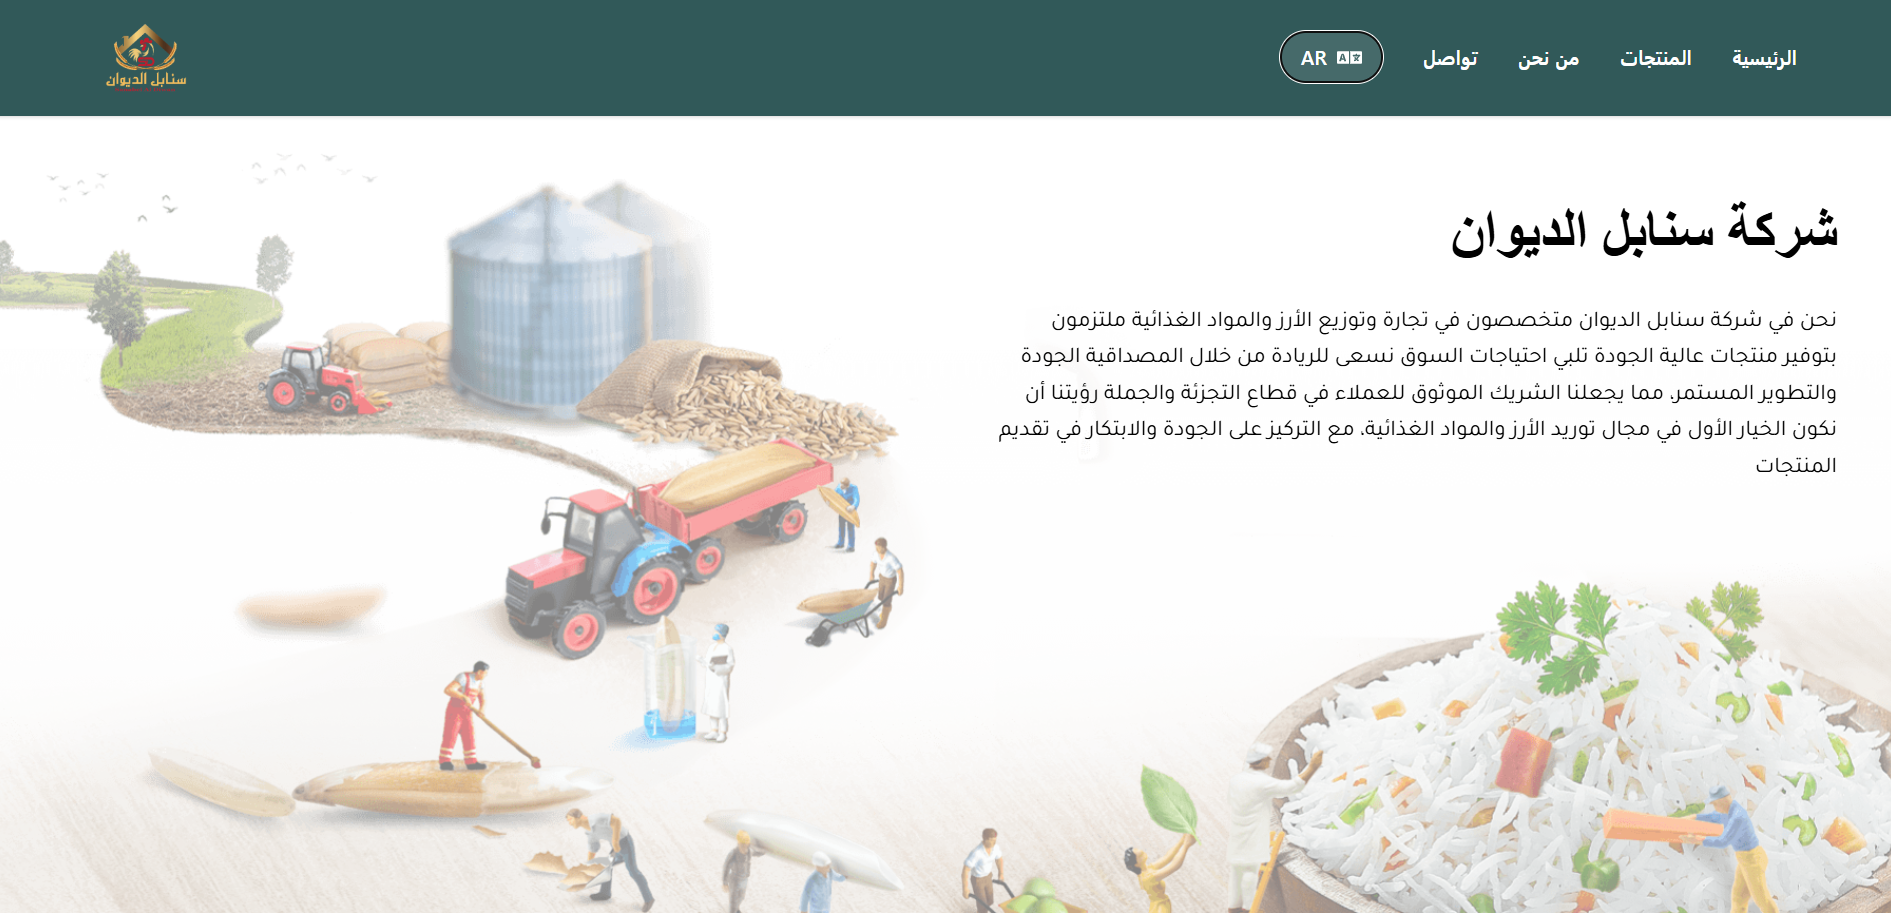 الرئيسية
المنتجات
من نحن
تواصل
AR
سنابل الديوان
شركة سنابل الديوان
نحن في شركة سنابل الديوان متخصصون في تجارة وتوزيع الأرز والمواد الغذائية ملتزمون
بتوفير منتجات عالية الجودة تلبي احتياجات السوق نسعى للريادة من خلال المصداقية الجودة
والتطوير المستمر، مما يجعلنا الشريك الموثوق للعملاء في قطاع التجزئة والجملة رؤيتنا أن
نكون الخيار الأول في مجال توريد الأرز والمواد الغذائية، مع التركيز على الجودة والابتكار في تقديم
المنتجات